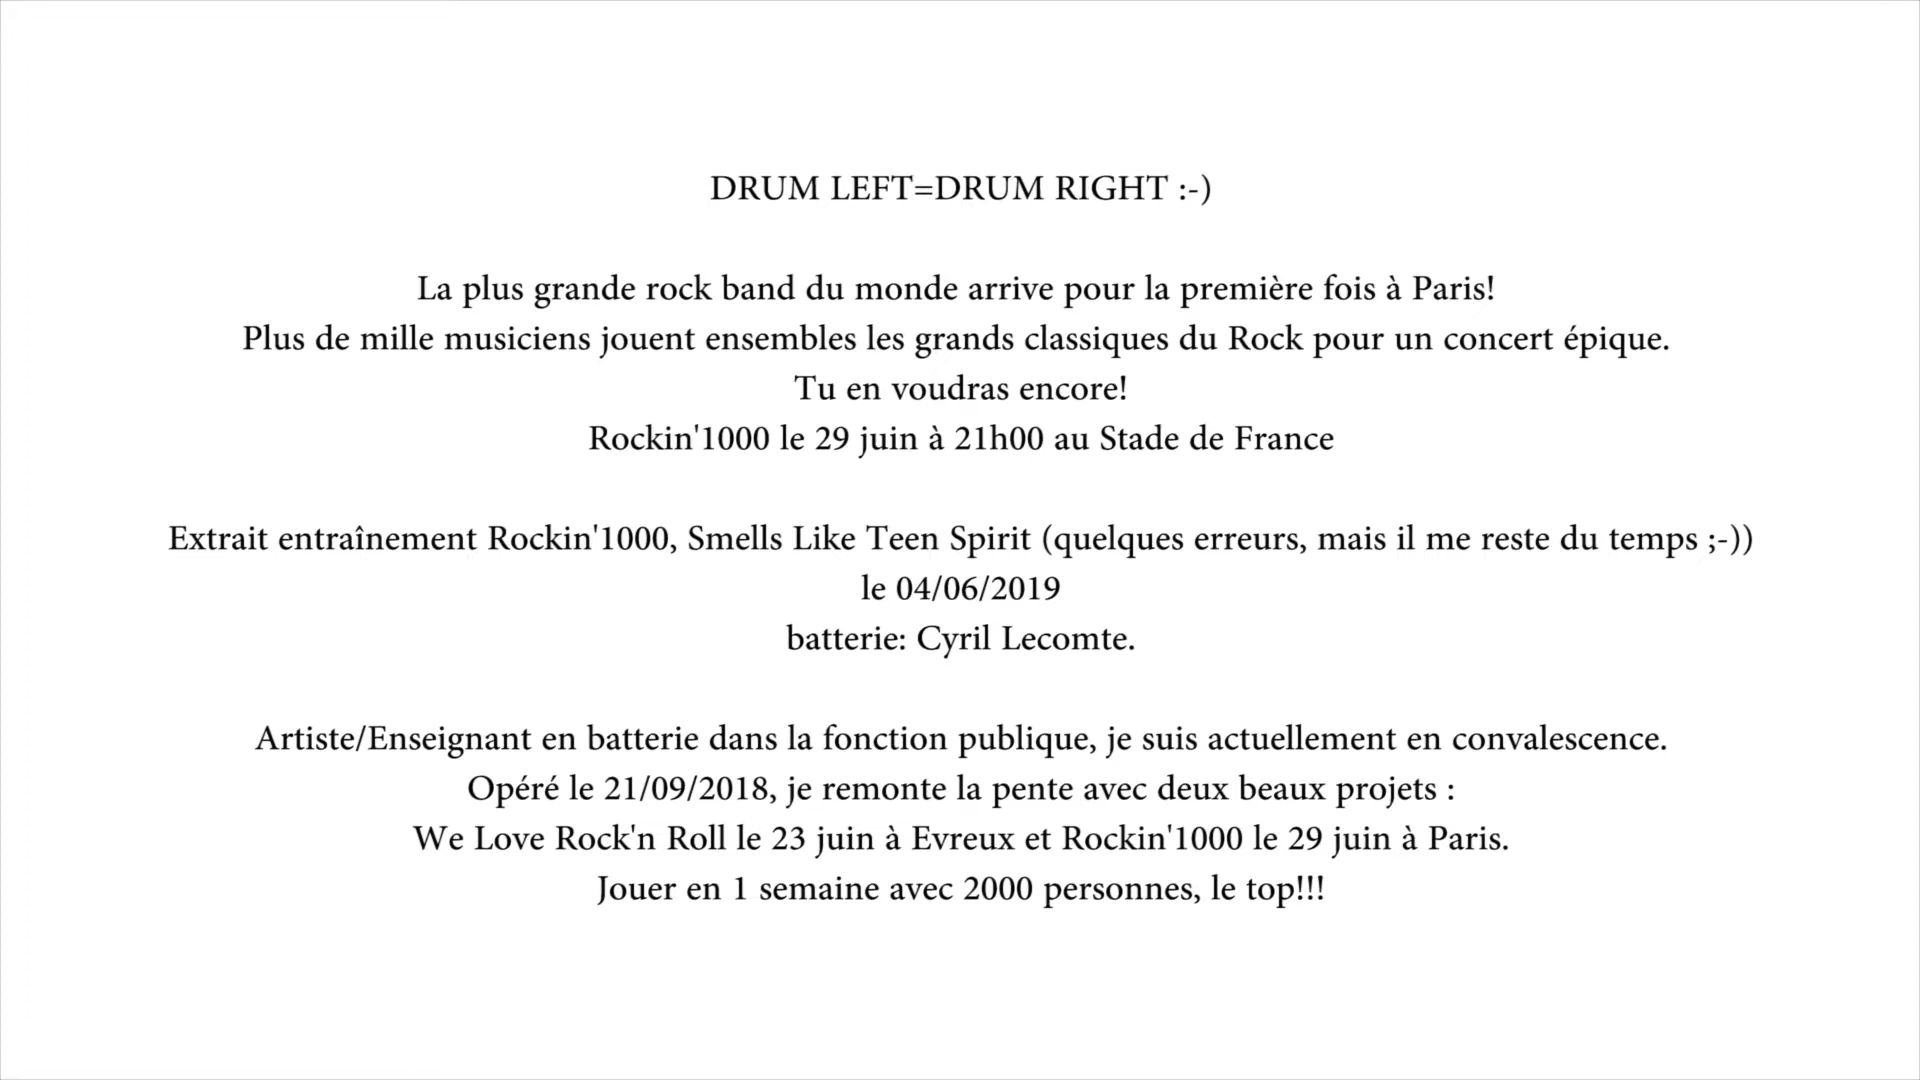 DRUM LEFT=DRUM RIGHT :-)
La plus grande rock band du monde arrive pour la première fois à Paris!
Plus de mille musiciens jouent ensembles les grands classiques du Rock pour un concert épique.
Tu en voudras encore!
Rockin'1000 le 29 juin à 21h00 au Stade de France
Extrait entraînement Rockin'1000, Smells Like Teen Spirit (quelques erreurs, mais il me reste du temps ;-))
le 04/06/2019
batterie: Cyril Lecomte.
Artiste/Enseignant en batterie dans la fonction publique, je suis actuellement en convalescence.
Opéré le 21/09/2018, je remonte la pente avec deux beaux projets :
We Love Rock'n Roll le 23 juin à Evreux et Rockin'1000 le 29 juin à Paris.
Jouer en 1 semaine avec 2000 personnes, le top!!!